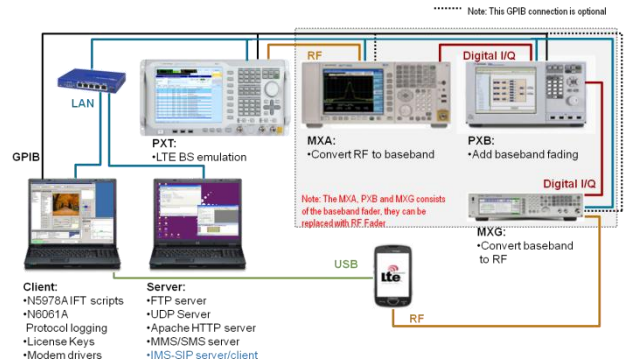 Note: This GPIB connection is optional
RF
Digital I/Q
LAN
PXT:
•LTE BS emulation
MXA:
•Convert RF to baseband
PXB:
•Add baseband fading
GPIB
Digital I/Q
Note: The MXA, PXB and MXG consists
of the baseband fader, they can be
replaced with RF Fader
MXG:
•Convert baseband
to RF
USB
lte
RF
Client:
•N5978A IFT scripts
•N6061A
Protocol logging
•License Keys
•Modem drivers
Server:
•FTP server
•UDP Server
•Apache HTTP server
•MMS/SMS server
•IMS-SIP server/client